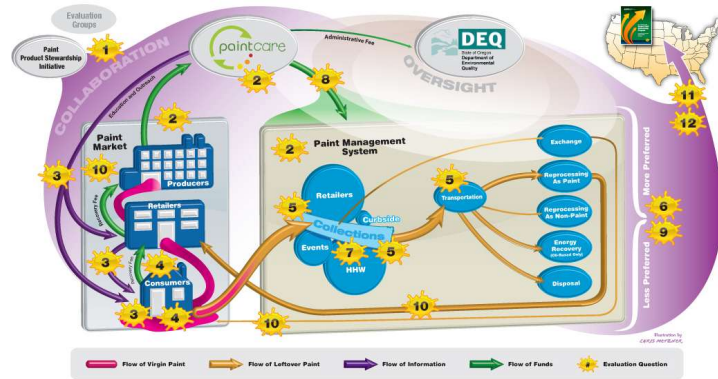 Evaluation
Groups
Paint
Product Stewardship
Initiative
1
COLLABORATION
paintcare
2
Administrative Fee
DEQ
State of Oregon
Department of
Environmental
Quality
OVERSIGHT
8
11
12
Education and Outreach
2
Paint
Market
10
Producers
3
Recovery Fee
Retailers
3
Recovery Fee
4
Consumers
3
4
2
Paint Management
System
Retailers
5
Curbside
Collections
Events
7
5
HHW
5
Transportation
Exchange
Reprocessing
As Paint
Reprocessing
As Non-Paint
Energy
Recovery
(Oil-Based Only)
Disposal
More Preferred
6
9
Less Preferred
10
10
Illustration by
Flow of Virgin Paint
Flow of Leftover Paint
Flow of Information
Flow of Funds
#
Evaluation Question